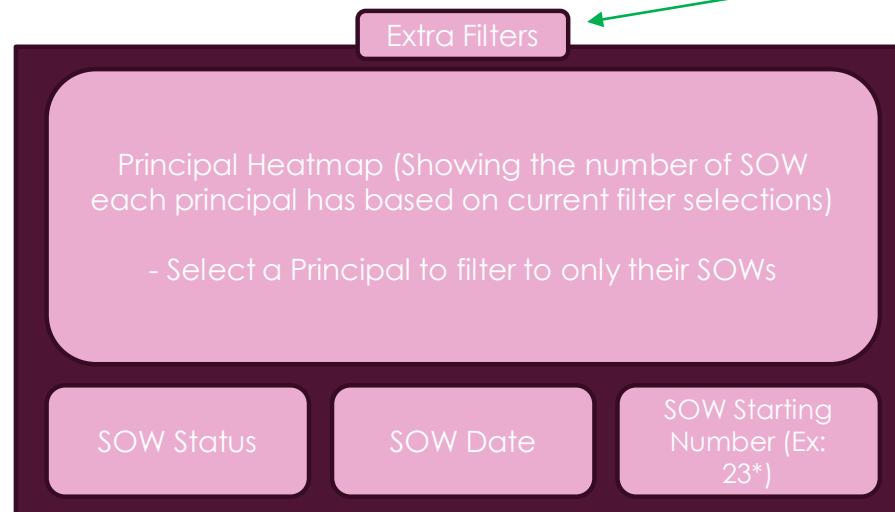 Extra Filters
Principal Heatmap (Showing the number of SOW
each principal has based on current filter selections)
- Select a Principal to filter to only their SOWs
SOW Status
SOW Date
SOW Starting
Number (Ex:
23*)